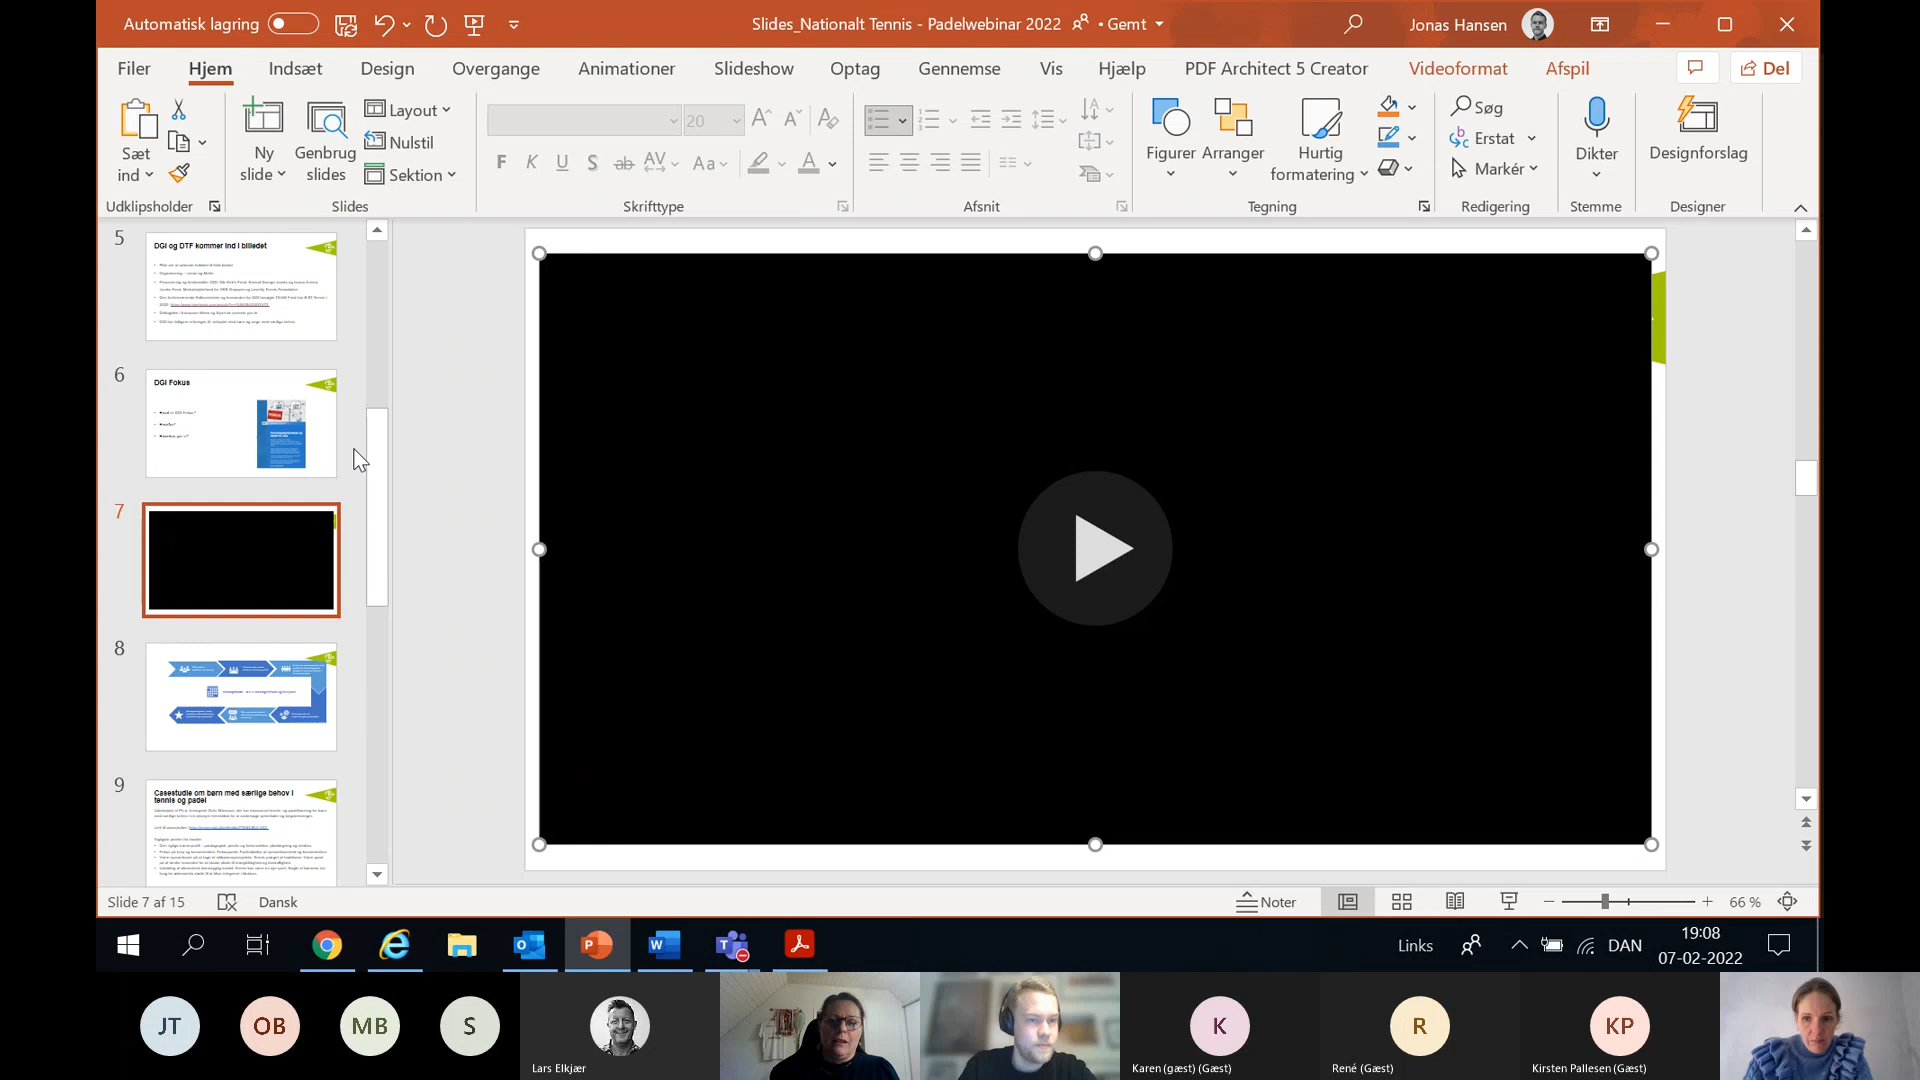 Automatisk lagring
Slides_Nationalt Tennis - Padelwebinar 2022 • Gemt
Jonas Hansen
Filer Hjem Indsæt Design Overgange Animationer Slideshow Optag Gennemse Vis Hjælp PDF Architect 5 Creator Videoformat Afspil
Del
Sæt
ind
Udklipsholder
Ny
slide
Genbrug
slides
Layout
Nulstil
Sektion
Slides
20
F K U S ab AV Aa A
Skrifttype
Afsnit
Figurer
Arranger
Hurtig
formatering
Tegning
Søg
Erstat
Markér
Redigering
Dikter
Stemme
Designforslag
Designer
5
DGI og DTF kommer ind i billedet
6
DGI Fokus
7
8
9
Casestudie om børn med særlige behov i
tennis og padel
Slide 7 af 15
Dansk
Noter
66 %
Links
DAN
19:08
07-02-2022
JT
OB
MB
S
Lars Elkjær
K
Karen (gæst) (Gæst)
R
René (Gæst)
KP
Kirsten Pallesen (Gæst)